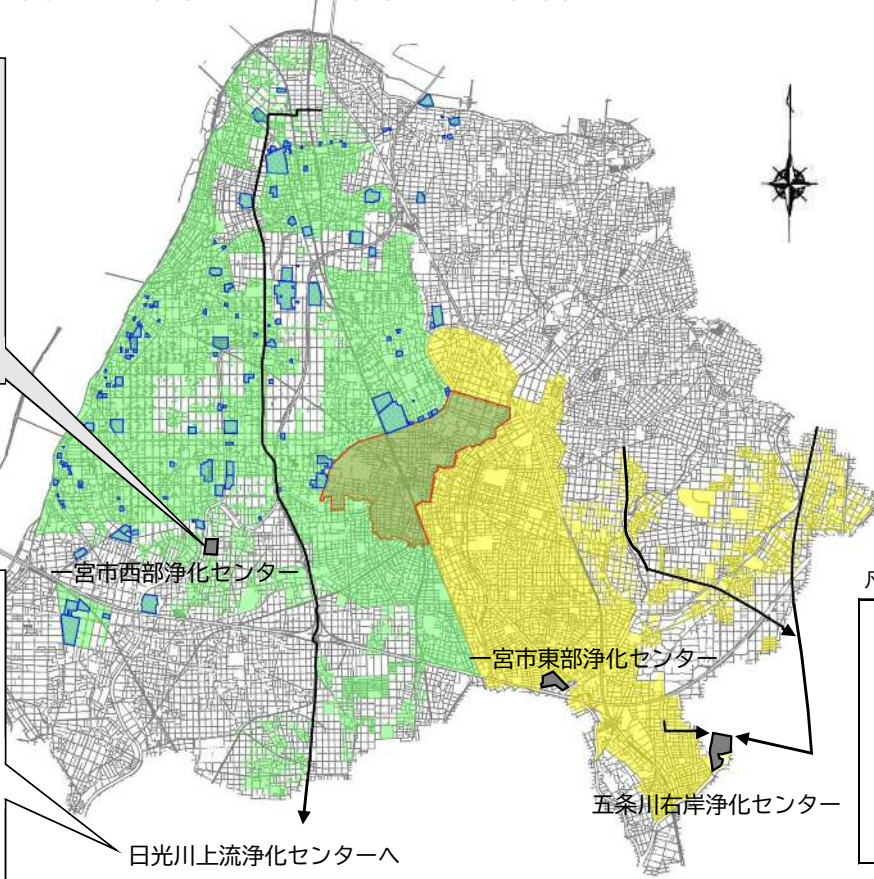 一宮市西部浄化センター
一宮市東部浄化センター
五条川右岸浄化センター
日光川上流浄化センターへ